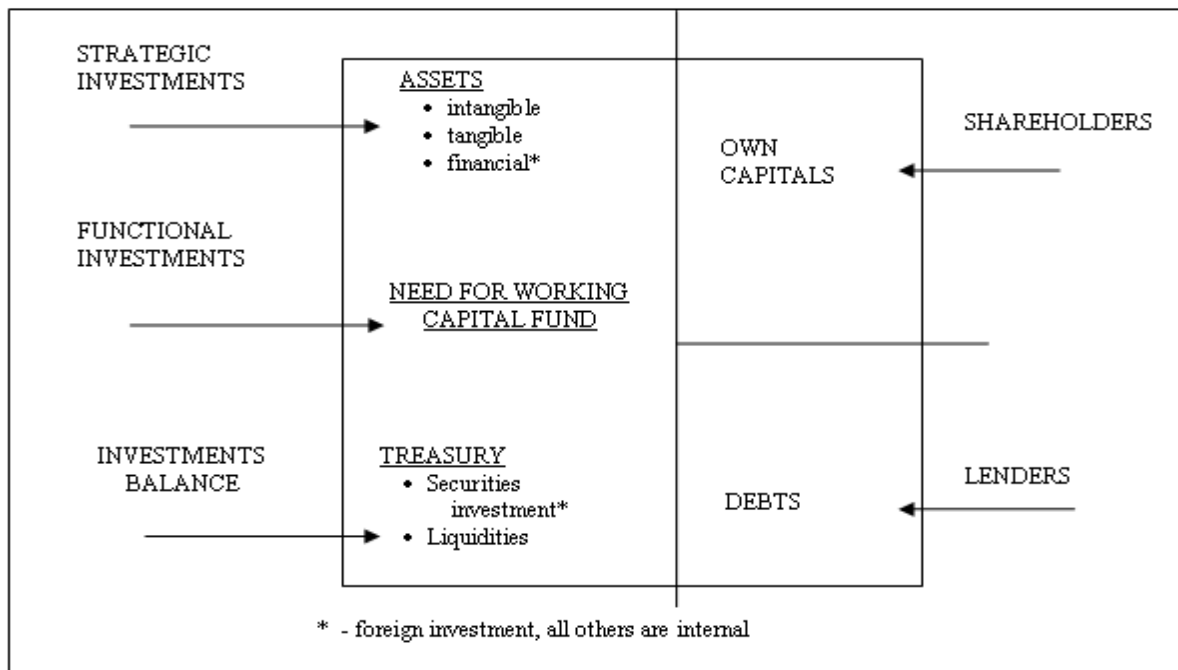 STRATEGIC
INVESTMENTS
ASSETS
• intangible
• tangible
• financial*
FUNCTIONAL
INVESTMENTS
NEED FOR WORKING
CAPITAL FUND
INVESTMENTS
BALANCE
TREASURY
• Securities
investment*
• Liquidities
OWN
CAPITALS
SHAREHOLDERS
DEBTS
LENDERS
* - foreign investment, all others are internal